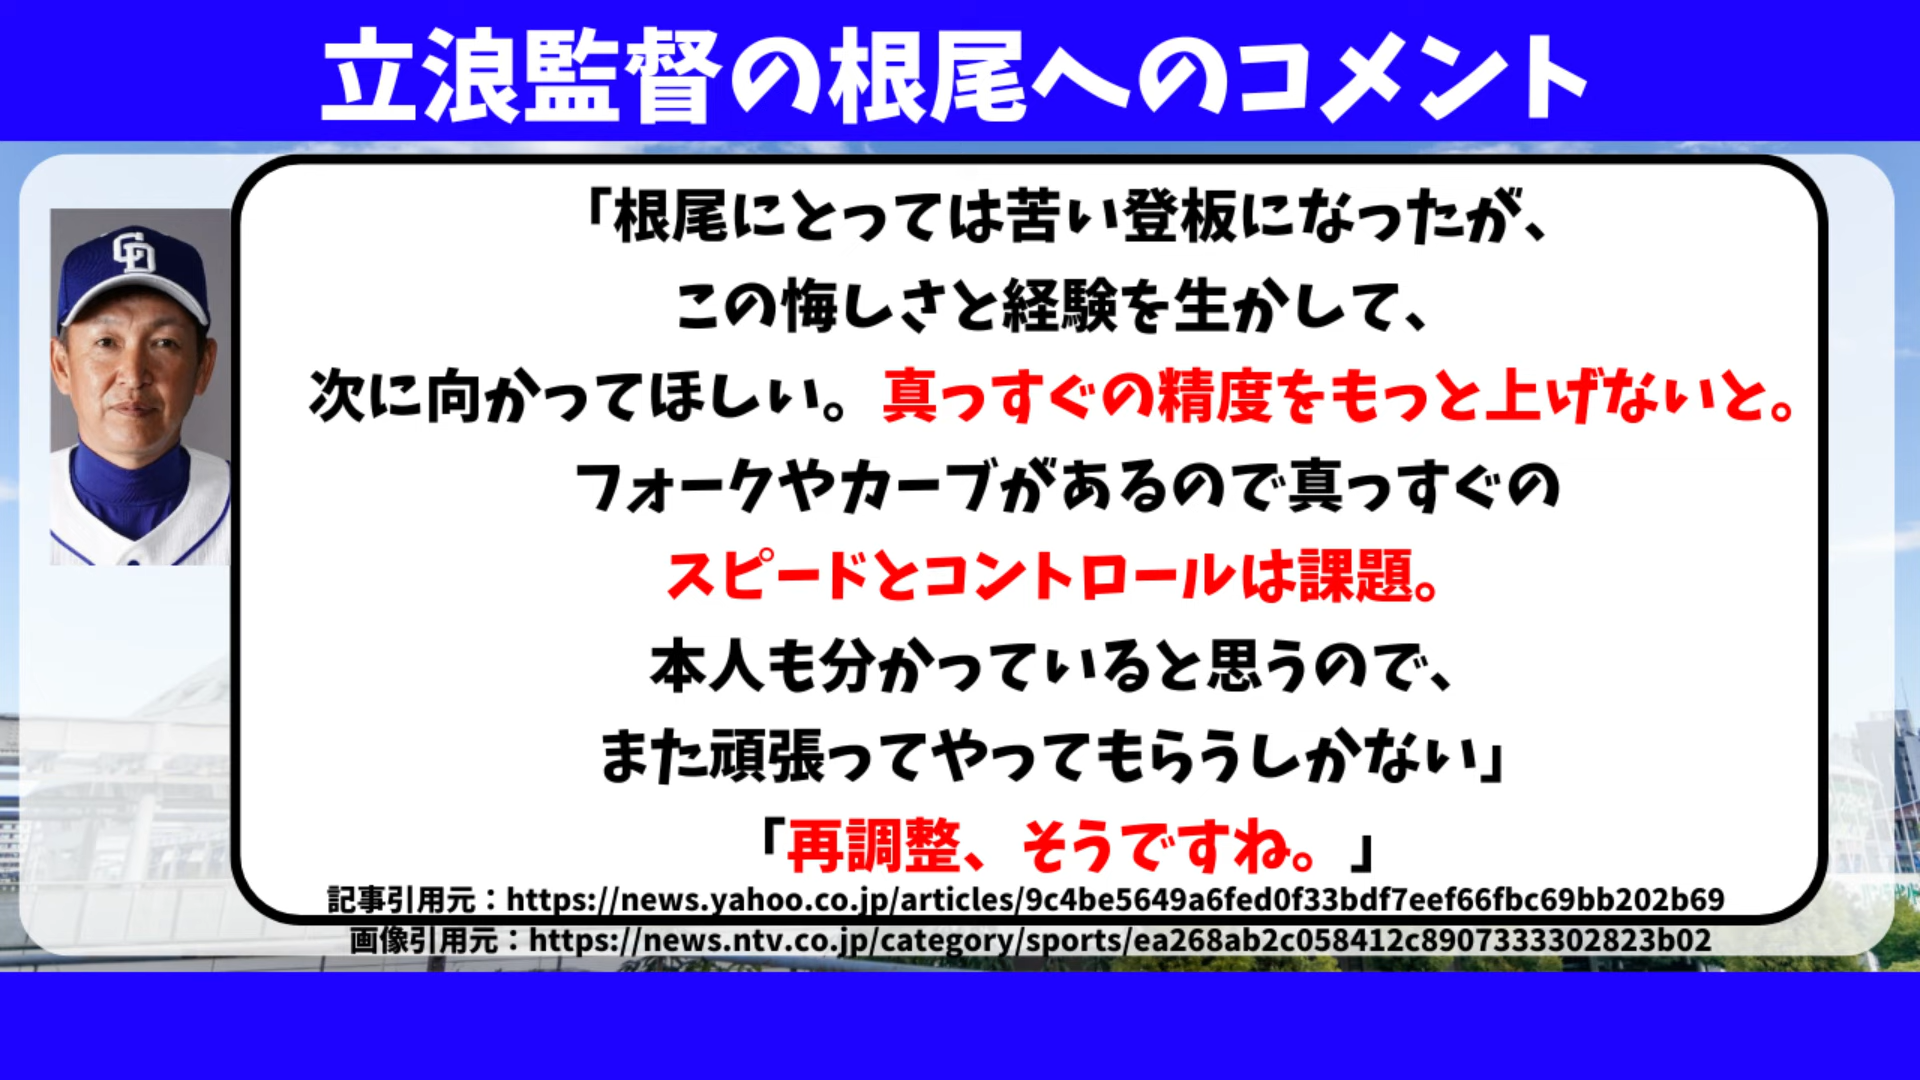 立浪監督の根尾へのコメント
CD
「根尾にとっては苦い登板になったが、
この悔しさと経験を生かして、
次に向かってほしい。真っすぐの精度をもっと上げないと。
フォークやカーブがあるので真っすぐの
スピードとコントロールは課題。
本人も分かっていると思うので、
また頑張ってやってもらうしかない」
「再調整、そうですね。」
記事引用元：https://news.yahoo.co.jp/articles/9c4be5649a6fed0f33bdf7eef66fbc69bb202b69
画像引用元：https://news.ntv.co.jp/category/sports/ea268ab2c058412c8907333302823b02